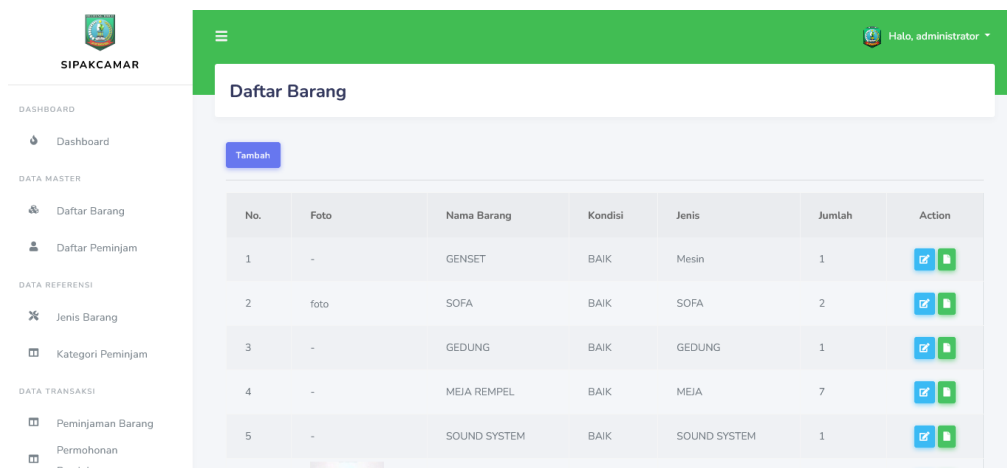 SIPAKCAMAR
DASHBOARD
Dashboard
DATA MASTER
Daftar Barang
Daftar Peminjam
DATA REFERENSI
Jenis Barang
Kategori Peminjam
DATA TRANSAKSI
Peminjaman Barang
Permohonan
Halo, administrator
Daftar Barang
Tambah
No. Foto Nama Barang Kondisi Jenis Jumlah Action
1 - GENSET BAIK Mesin 1
2 foto SOFA BAIK SOFA 2
3 - GEDUNG BAIK GEDUNG 1
4 - MEJA REMPEL BAIK MEJA 7
5 - SOUND SYSTEM BAIK SOUND SYSTEM 1